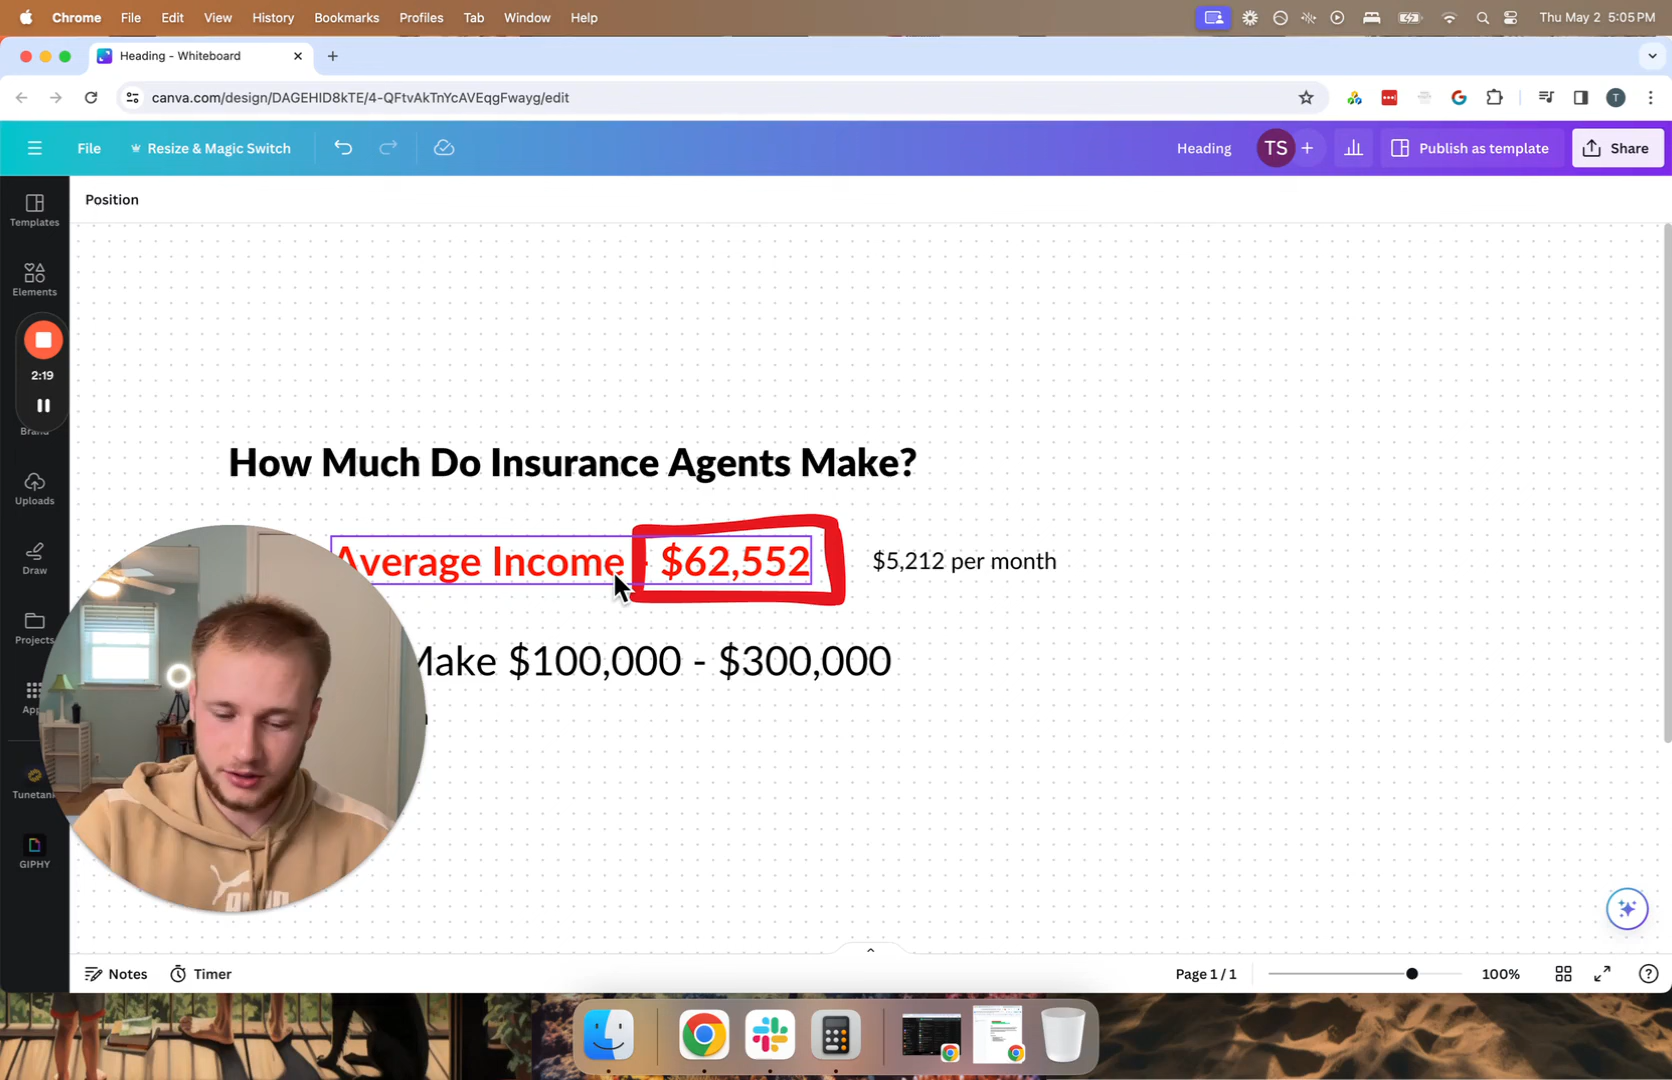 Chrome File Edit View History Bookmarks Profiles Tab Window Help Thu May 2 5:05 PM
Heading - Whiteboard
canva.com/design/DAGEHID8kTE/4-QFtvAkTnYcAVEqgFwayg/edit T
File Resize & Magic Switch Heading TS Publish as template Share
Position
Templates
Elements
2:19
Brand
Uploads
Draw
Projects
Tunetank
GIPHY
How Much Do Insurance Agents Make?
Average Income - $62,552 $5,212 per month
Make $100,000 - $300,000
Notes Timer Page 1 / 1 100%